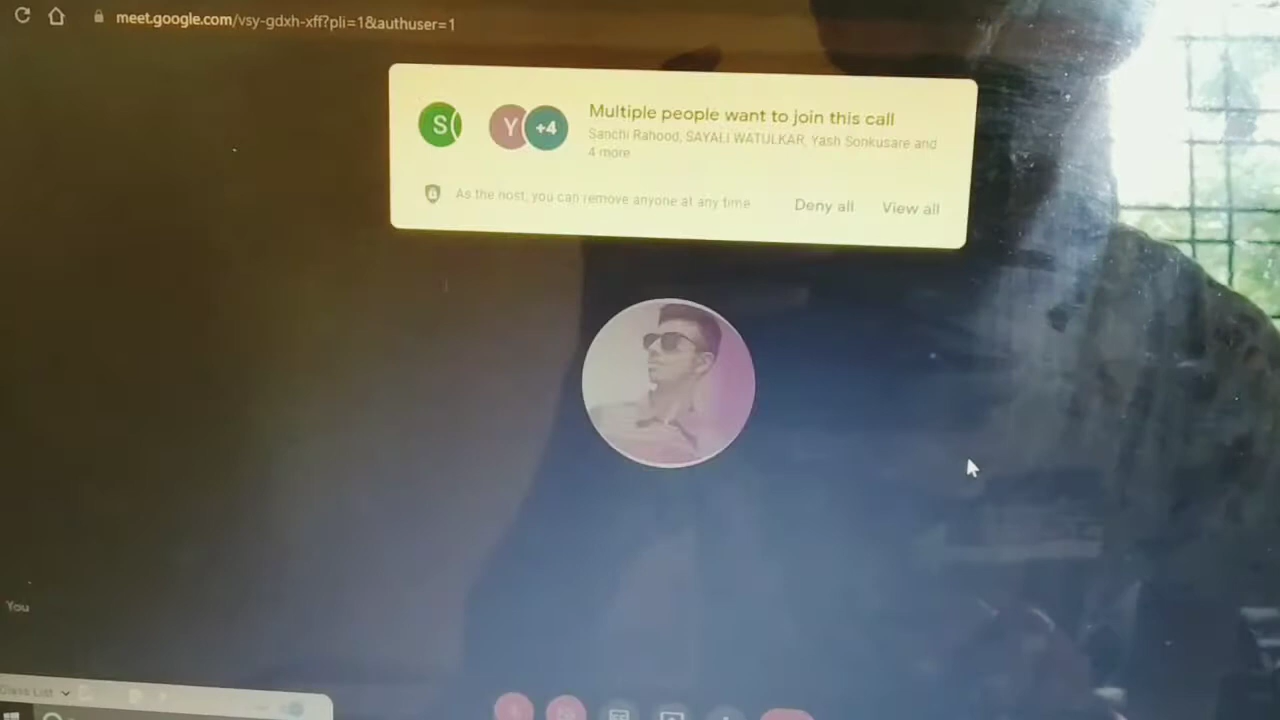 meet.google.com/vsy-gdxh-xff?pli=1&authuser=1
S
Y
+4
Multiple people want to join this call
Sanchi Rahood, SAYALI WATULKAR, Yash Sonkusare and
4 more
As the host, you can remove anyone at any time
Deny all
View all
You
Class List